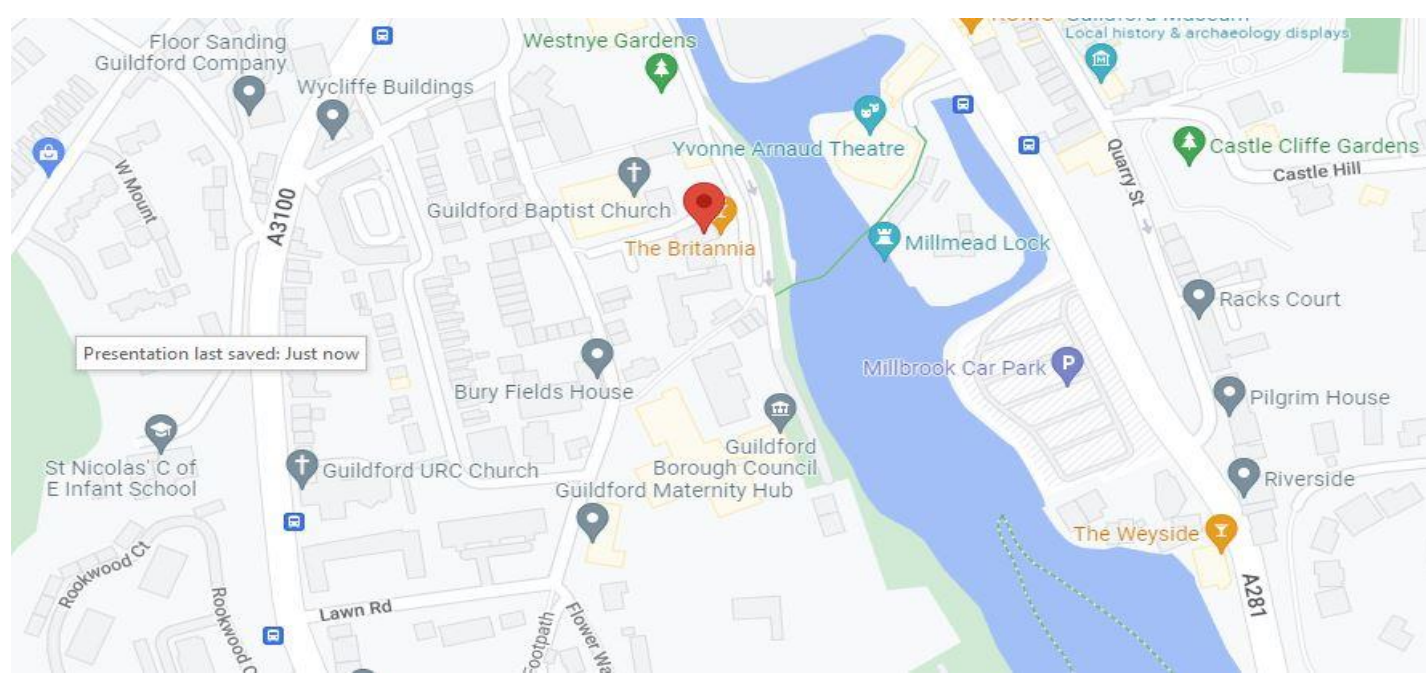 Floor Sanding
Guildford Company
Wycliffe Buildings
Westnye Gardens
Guildford Museum
Local history & archaeology displays
Yvonne Arnaud Theatre
Castle Cliffe Gardens
Castle Hill
Quarry St
W Mount
A3100
Guildford Baptist Church
The Britannia
Millmead Lock
Racks Court
Presentation last saved: Just now
Bury Fields House
Millbrook Car Park
P
Pilgrim House
Guildford
Borough Council
St Nicolas' C of
E Infant School
Guildford URC Church
Guildford Maternity Hub
Riverside
The Weyside
A281
Rookwood Ct
Lawn Rd
Footpath